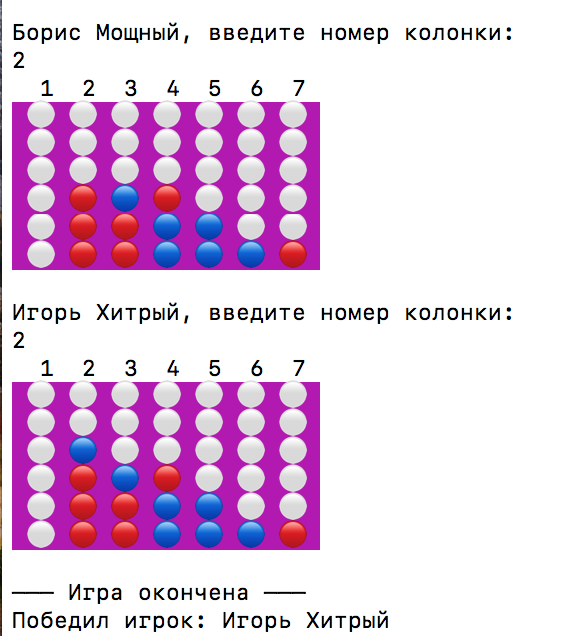 Борис Мощный, введите номер колонки:
2
1 2 3 4 5 6 7
Игорь Хитрый, введите номер колонки:
2
1 2 3 4 5 6 7
——— Игра окончена ———
Победил игрок: Игорь Хитрый